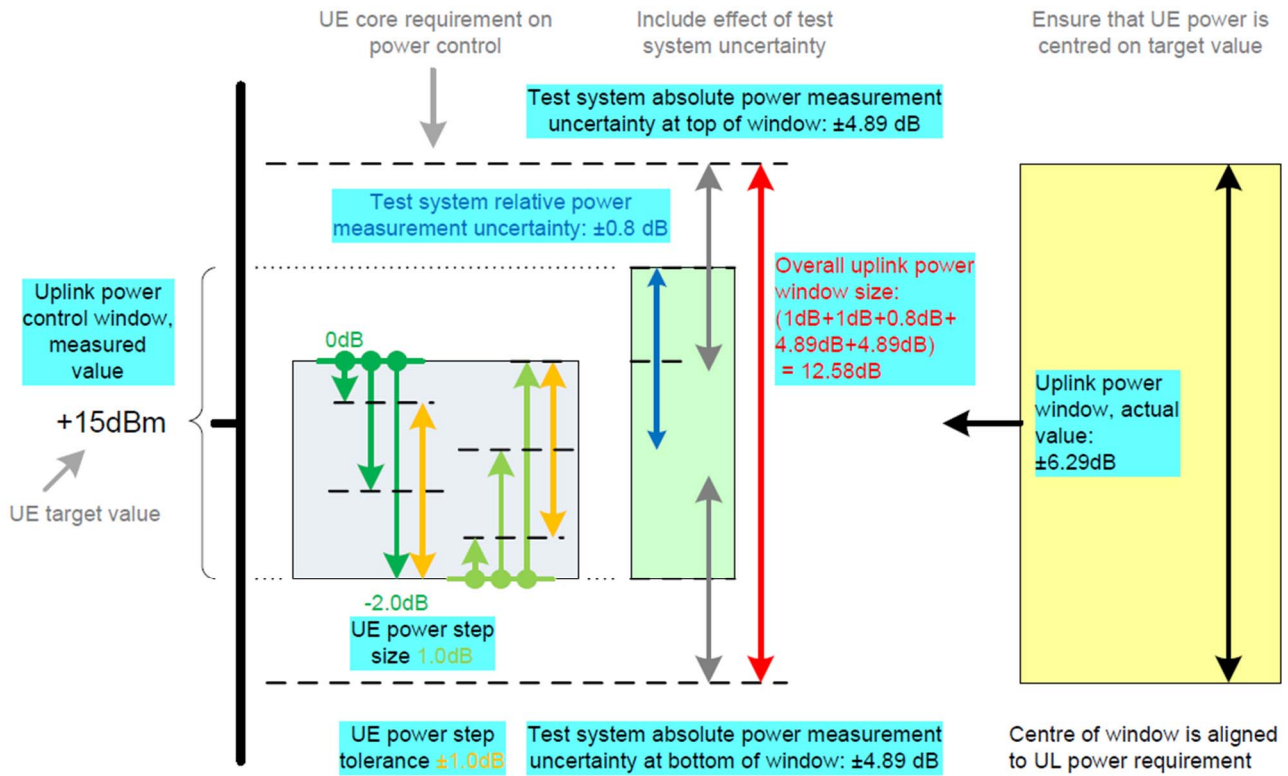 UE core requirement on
power control
Include effect of test
system uncertainty
Ensure that UE power is
centred on target value
Test system absolute power measurement
uncertainty at top of window: ±4.89 dB
Test system relative power
measurement uncertainty: ±0.8 dB
Uplink power
control window,
measured
value
+15dBm
UE target value
0dB
-2.0dB
UE power step
size 1.0dB
Overall uplink power
window size:
(1dB+1dB+0.8dB+
4.89dB+4.89dB)
= 12.58dB
Uplink power
window, actual
value:
±6.29dB
UE power step
tolerance ±1.0dB
Test system absolute power measurement
uncertainty at bottom of window: ±4.89 dB
Centre of window is aligned
to UL power requirement